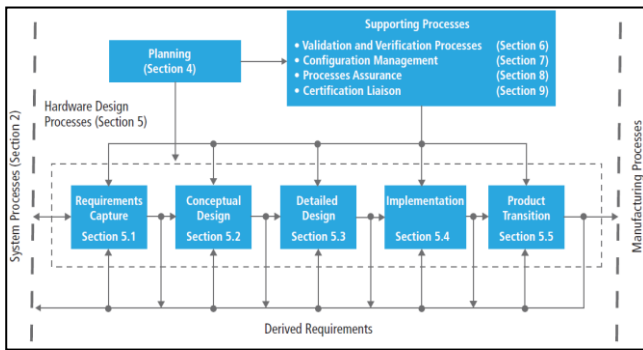 Supporting Processes
• Validation and Verification Processes (Section 6)
• Configuration Management (Section 7)
• Processes Assurance (Section 8)
• Certification Liaison (Section 9)
Planning
(Section 4)
Hardware Design
Processes (Section 5)
System Processes (Section 2)
Manufacturing Processes
Requirements
Capture
Section 5.1
Conceptual
Design
Section 5.2
Detailed
Design
Section 5.3
Implementation
Section 5.4
Product
Transition
Section 5.5
Derived Requirements